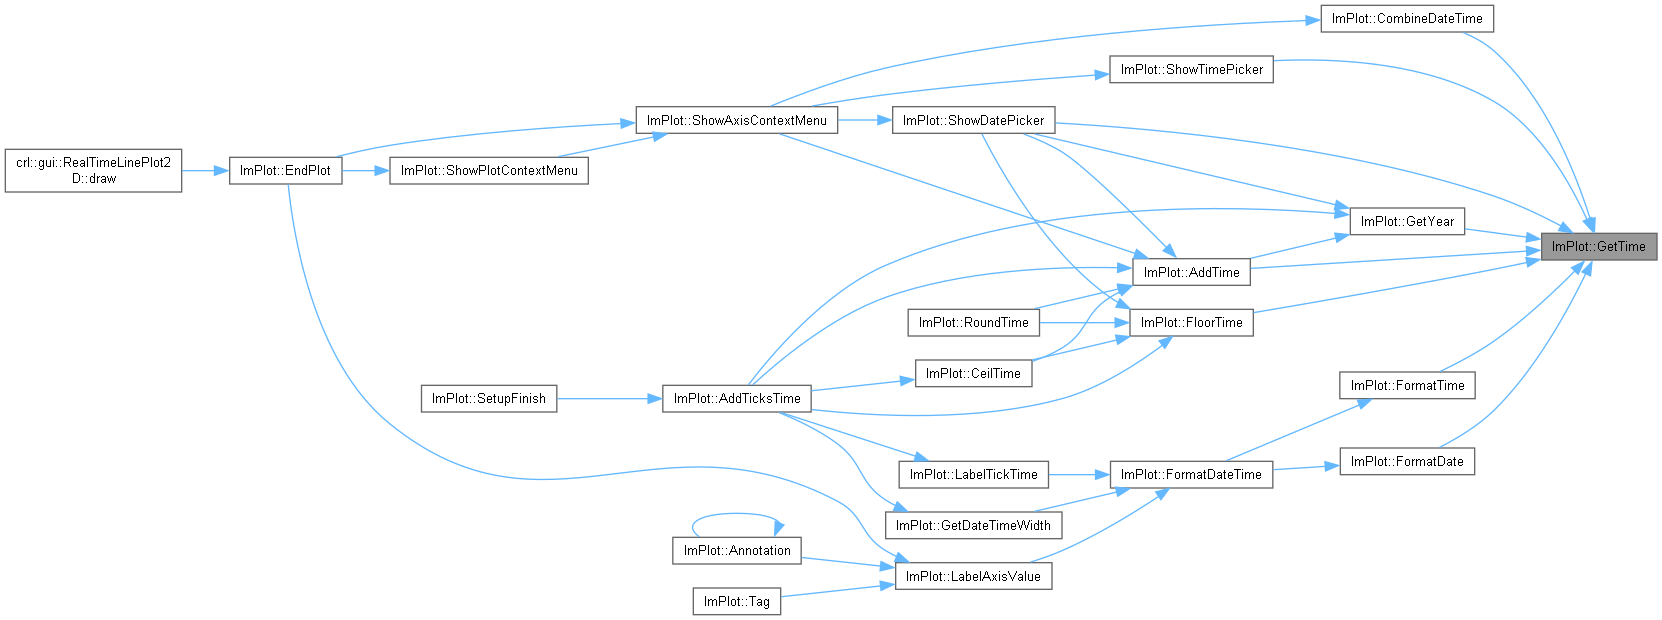 ImPlot::CombineDateTime
ImPlot::ShowTimePicker
ImPlot::ShowAxisContextMenu
ImPlot::ShowDatePicker
crl::gui::RealTimeLinePlot2
D::draw
ImPlot::EndPlot
ImPlot::ShowPlotContextMenu
ImPlot::GetYear
ImPlot::GetTime
ImPlot::AddTime
ImPlot::RoundTime
ImPlot::FloorTime
ImPlot::CeilTime
ImPlot::FormatTime
ImPlot::SetupFinish
ImPlot::AddTicksTime
ImPlot::FormatDate
ImPlot::LabelTickTime
ImPlot::FormatDateTime
ImPlot::GetDateTimeWidth
ImPlot::Annotation
ImPlot::LabelAxisValue
ImPlot::Tag